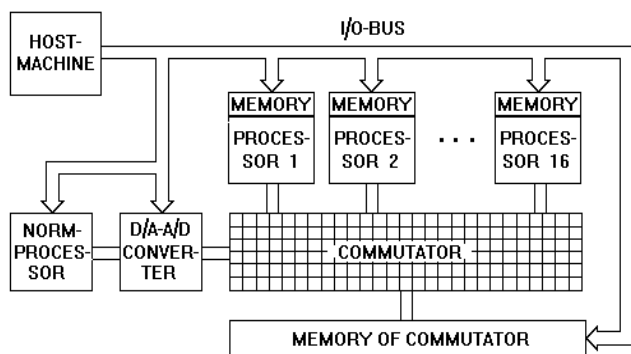 I/O-BUS
HOST-
MACHINE
MEMORY
PROCES-
SOR 1
MEMORY
PROCES-
SOR 2
. . .
MEMORY
PROCES-
SOR 16
NORM-
PROCES-
SOR
D/A-A/D
CONVER-
TER
COMMUTATOR
MEMORY OF COMMUTATOR